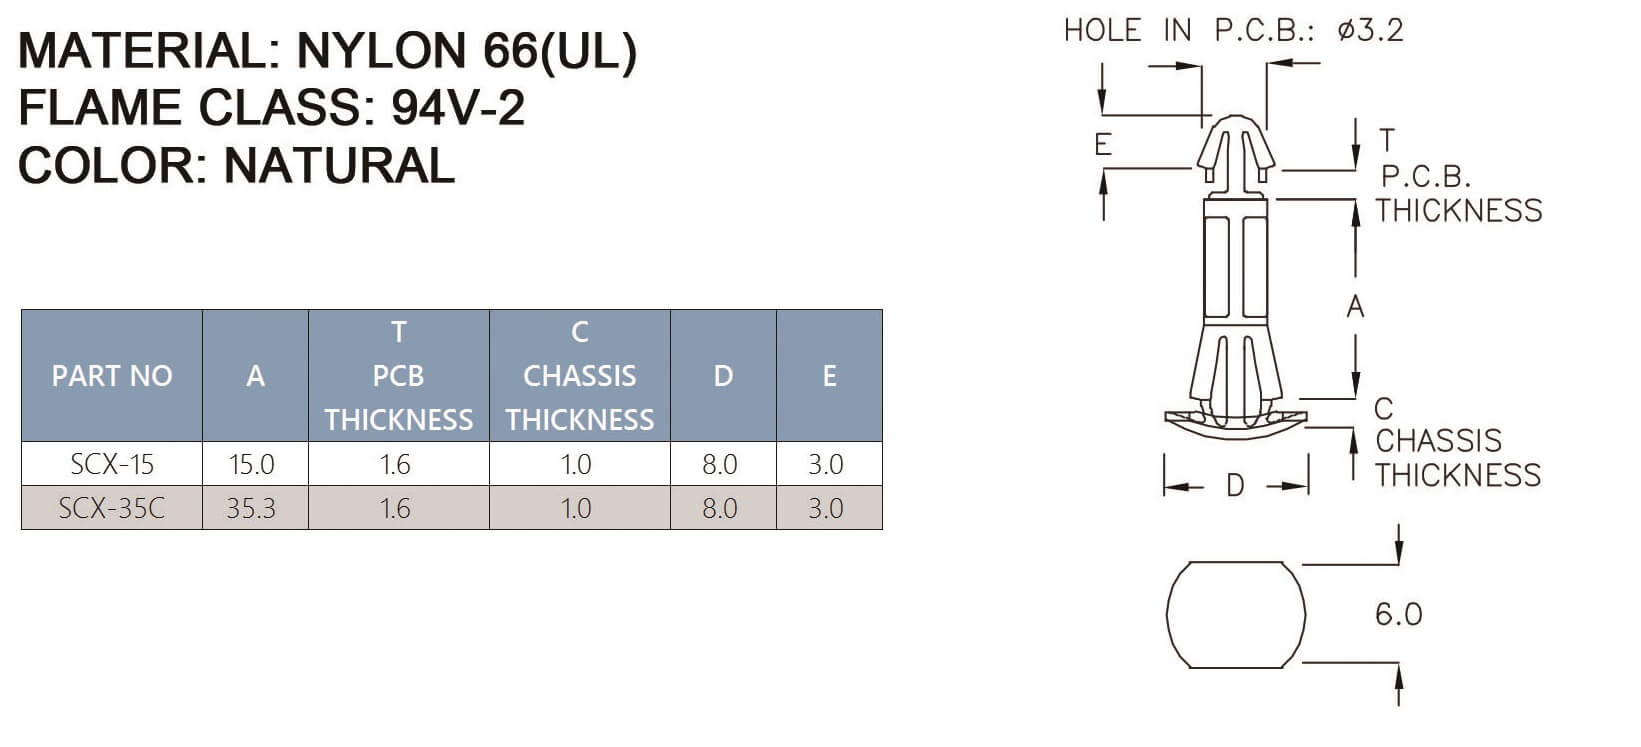 MATERIAL: NYLON 66(UL)
FLAME CLASS: 94V-2
COLOR: NATURAL
PART NO A T PCB THICKNESS C CHASSIS THICKNESS D E
SCX-15 15.0 1.6 1.0 8.0 3.0
SCX-35C 35.3 1.6 1.0 8.0 3.0
HOLE IN P.C.B.: ø3.2
E
T
P.C.B.
THICKNESS
A
C
CHASSIS
THICKNESS
D
6.0